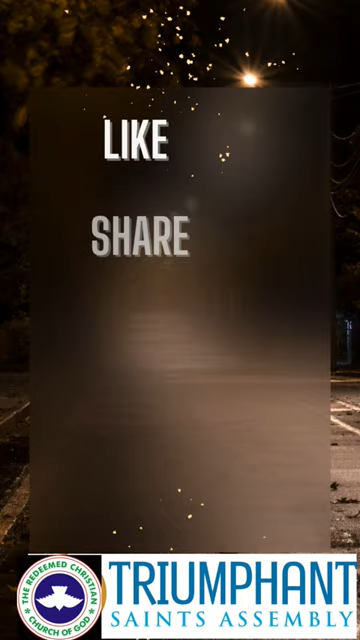 LIKE
SHARE
THE REDEEMED CHRISTIAN
CHURCH OF GOD
TRIUMPHANT
SAINTS ASSEMBLY